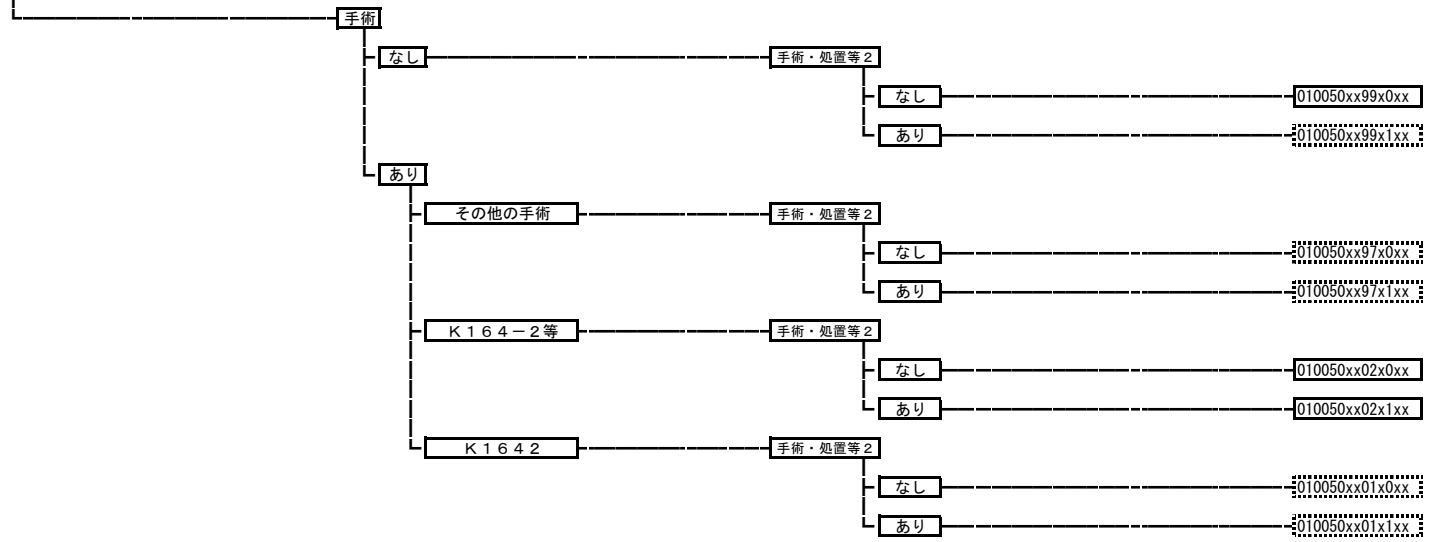 手術
なし
手術・処置等２
なし
010050xx99x0xx
あり
010050xx99x1xx
あり
その他の手術
手術・処置等２
なし
010050xx97x0xx
あり
010050xx97x1xx
Ｋ１６４－２等
手術・処置等２
なし
010050xx02x0xx
あり
010050xx02x1xx
Ｋ１６４２
手術・処置等２
なし
010050xx01x0xx
あり
010050xx01x1xx